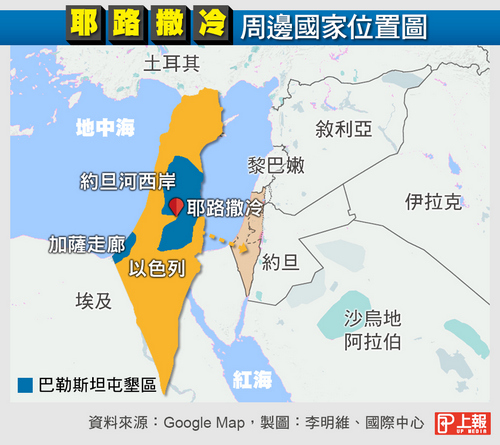 耶路撒冷 周邊國家位置圖
土耳其
地中海
敘利亞
黎巴嫩
約旦河西岸
耶路撒冷
伊拉克
加薩走廊
以色列
約旦
埃及
沙烏地
阿拉伯
紅海
巴勒斯坦屯墾區
資料來源：Google Map，製圖：李明維、國際中心
上報
UP MEDIA